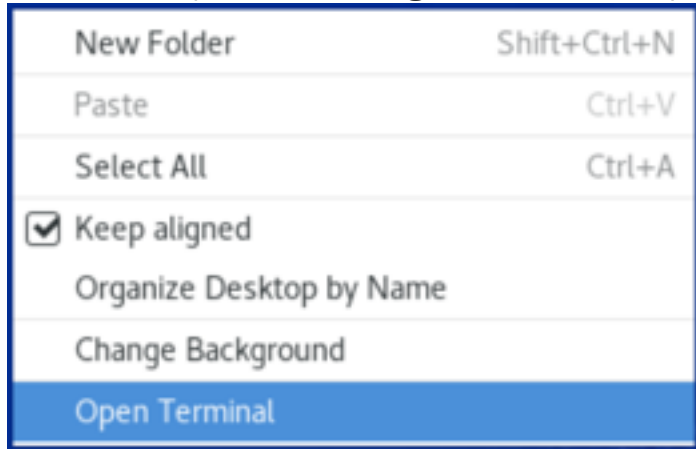 New Folder Shift+Ctrl+N
Paste Ctrl+V
Select All Ctrl+A
Keep aligned
Organize Desktop by Name
Change Background
Open Terminal